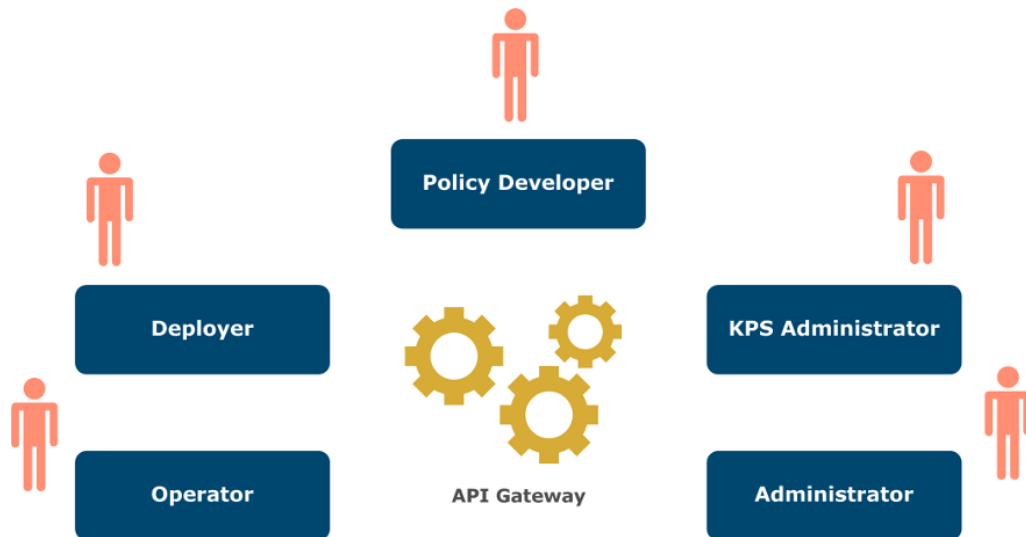 Policy Developer
Deployer
KPS Administrator
Operator
API Gateway
Administrator